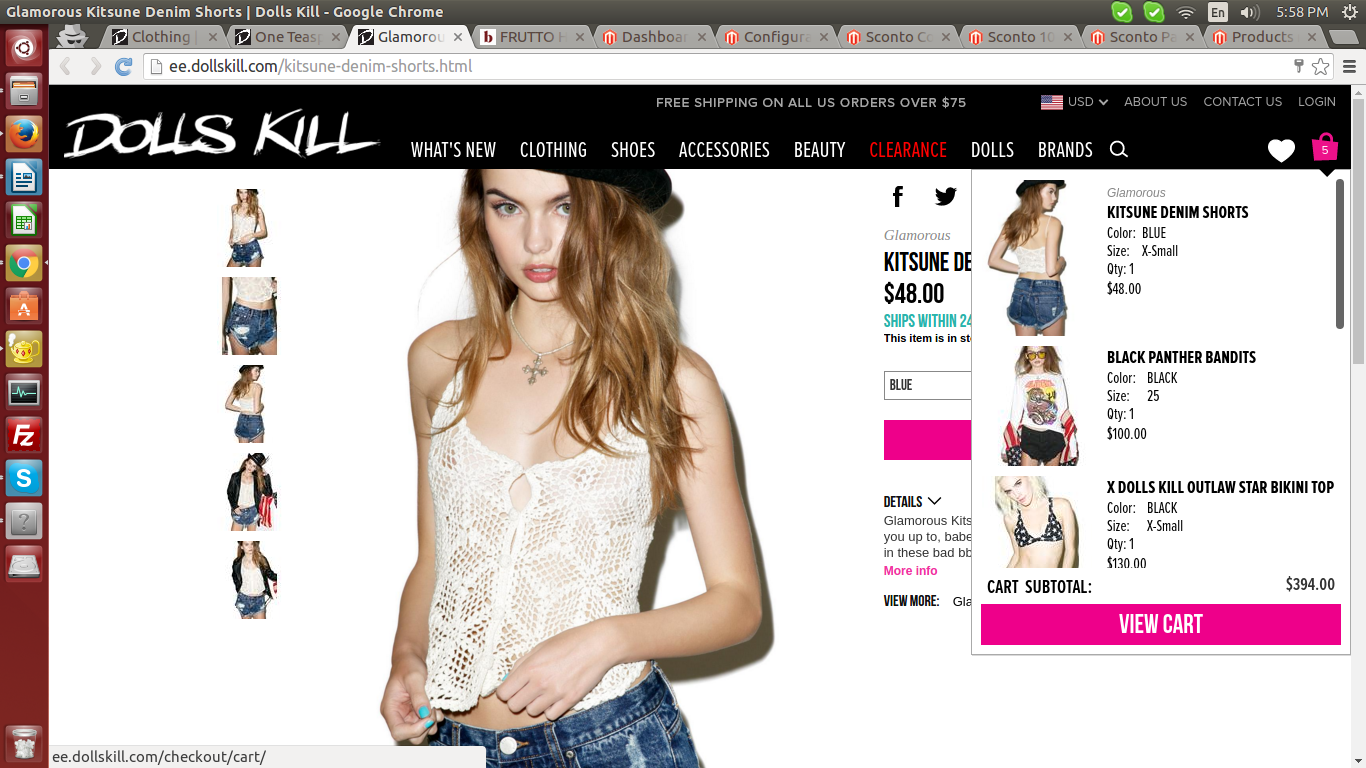 Glamorous Kitsune Denim Shorts | Dolls Kill - Google Chrome
En
5:58 PM
Clothing |
One Teasp
Glamorou
FRUTTO H
Dashboar
Configura
Sconto Co
Sconto 10
Sconto Pa
Products
ee.dollskill.com/kitsune-denim-shorts.html
FREE SHIPPING ON ALL US ORDERS OVER $75
USD
ABOUT US
CONTACT US
LOGIN
DOLLS KILL
WHAT'S NEW
CLOTHING
SHOES
ACCESSORIES
BEAUTY
CLEARANCE
DOLLS
BRANDS
5
Glamorous
KITSUNE DE
$48.00
SHIPS WITHIN 24
This item is in st
BLUE
DETAILS
Glamorous Kits
you up to, babe
in these bad bb
More info
VIEW MORE: Gla
Glamorous
KITSUNE DENIM SHORTS
Color: BLUE
Size: X-Small
Qty: 1
$48.00
BLACK PANTHER BANDITS
Color: BLACK
Size: 25
Qty: 1
$100.00
X DOLLS KILL OUTLAW STAR BIKINI TOP
Color: BLACK
Size: X-Small
Qty: 1
$130.00
CART SUBTOTAL: $394.00
VIEW CART
ee.dollskill.com/checkout/cart/